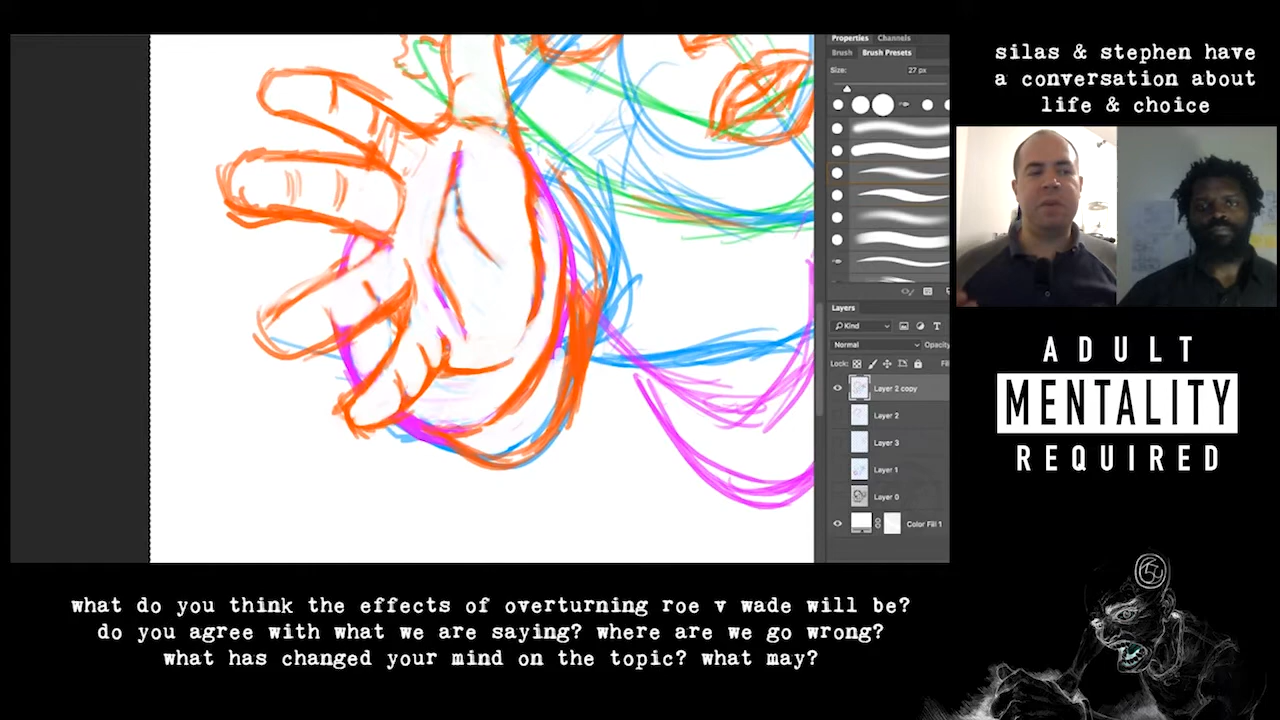 silas & stephen have
a conversation about
life & choice
Properties Channels
Brush Brush Presets
Size: 27 px
Layers
Kind
Normal Opacity
Lock:
Layer 2 copy
Layer 2
Layer 3
Layer 1
Layer 0
Color Fill 1
ADULT
MENTALITY
REQUIRED
what do you think the effects of overturning roe v wade will be?
do you agree with what we are saying? where are we go wrong?
what has changed your mind on the topic? what may?